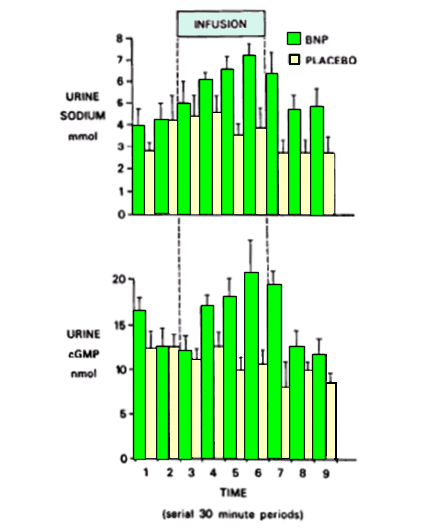 INFUSION
BNP
PLACEBO
8
7
6
5
4
3
2
1
0
URINE
SODIUM
mmol
20
15
10
5
0
URINE
cGMP
nmol
1 2 3 4 5 6 7 8 9
TIME
(serial 30 minute periods)